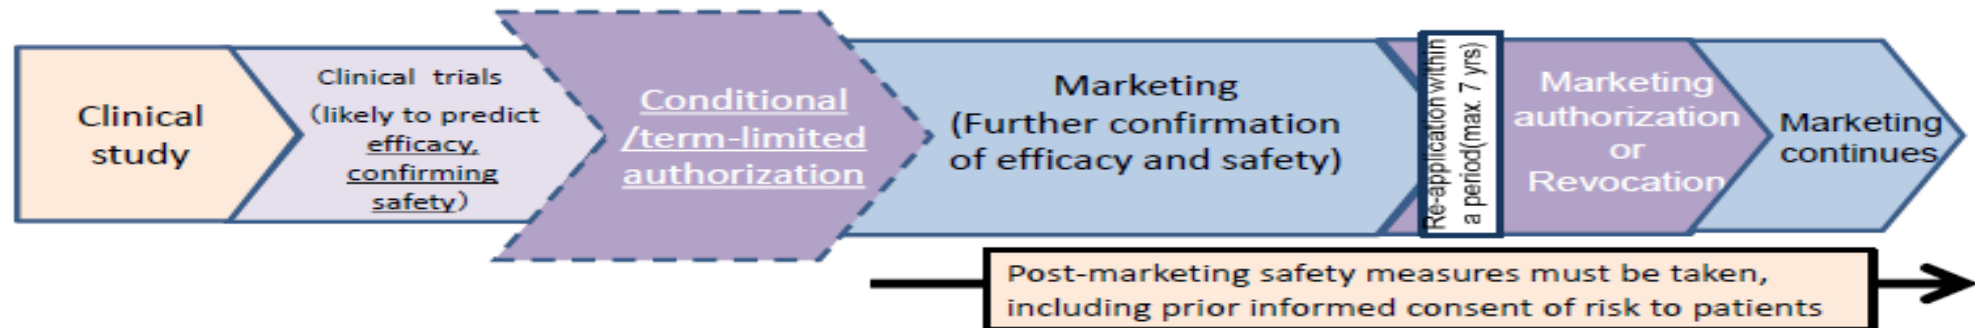 Clinical
study
Clinical trials
(likely to predict
efficacy,
confirming
safety)
Conditional
/term-limited
authorization
Marketing
(Further confirmation
of efficacy and safety)
Re-application within
a period(max. 7 yrs)
Marketing
authorization
or
Revocation
Marketing
continues
Post-marketing safety measures must be taken,
including prior informed consent of risk to patients